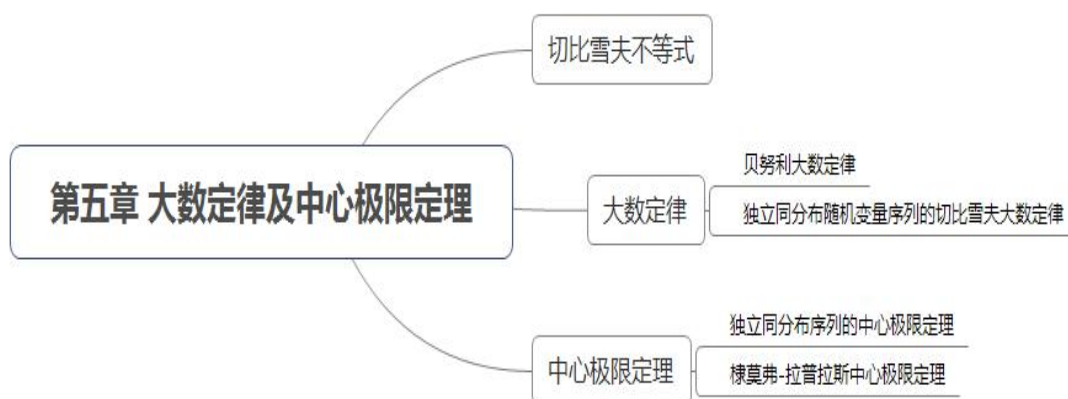 切比雪夫不等式
第五章 大数定律及中心极限定理
大数定律
贝努利大数定律
独立同分布随机变量序列的切比雪夫大数定律
中心极限定理
独立同分布序列的中心极限定理
棣莫弗-拉普拉斯中心极限定理